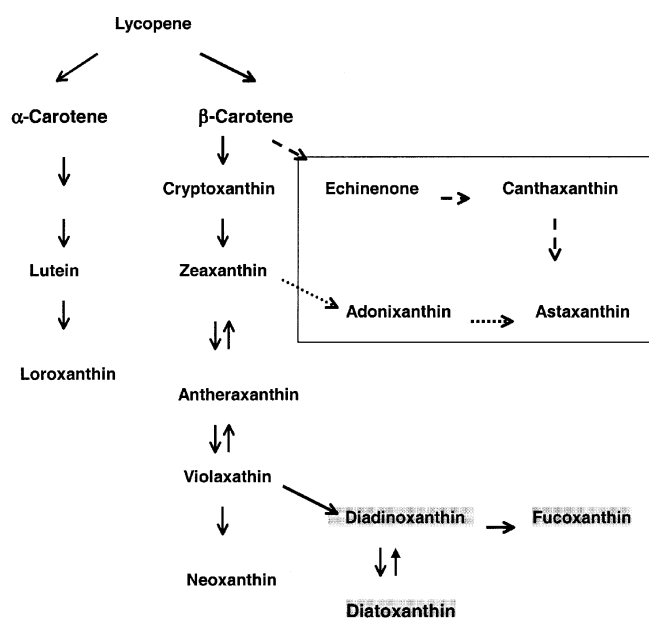 Lycopene
α-Carotene
β-Carotene
Cryptoxanthin
Echinenone
Canthaxanthin
Lutein
Zeaxanthin
Adonixanthin
Astaxanthin
Loroxanthin
Antheraxanthin
Violaxathin
Diadinoxanthin
Fucoxanthin
Neoxanthin
Diatoxanthin